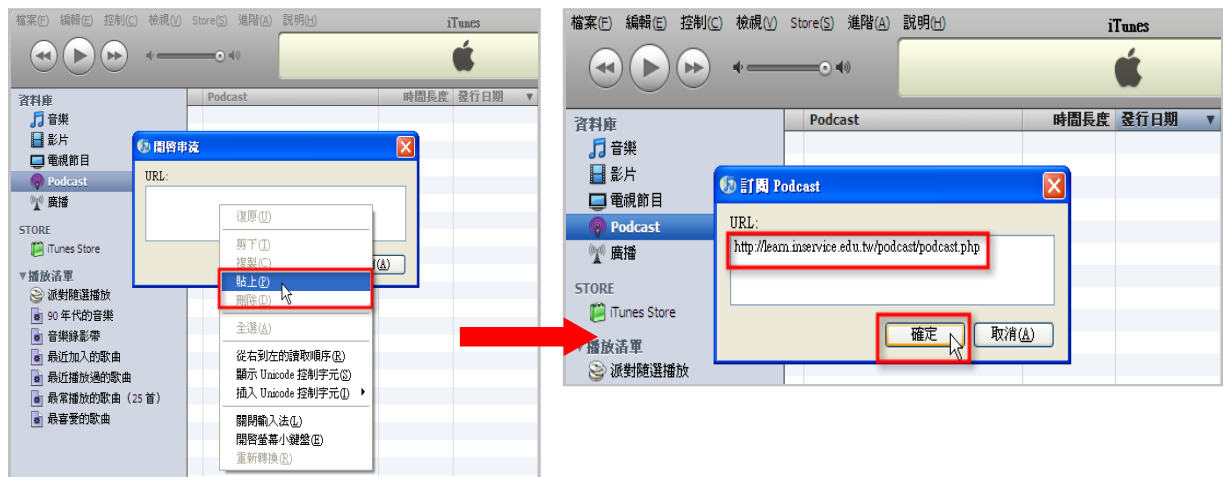 檔案(F) 編輯(E) 控制(C) 檢視(V) Store(S) 進階(A) 說明(H)
iTunes
Podcast 時間長度 發行日期
資料庫
音樂
影片
電視節目
Podcast
廣播
STORE
iTunes Store
播放清單
派對隨選播放
90 年代的音樂
音樂錄影帶
最近加入的歌曲
最近播放過的歌曲
最常播放的歌曲 (25 首)
最喜愛的歌曲
開啓串流
URL:
(A)
復原(U)
剪下(T)
複製(C)
貼上(P)
刪除(D)
全選(A)
從右到左的讀取順序(R)
顯示 Unicode 控制字元(S)
插入 Unicode 控制字元(I)
關閉輸入法(L)
開啓螢幕小鍵盤(E)
重新轉換(R)
檔案(F) 編輯(E) 控制(C) 檢視(V) Store(S) 進階(A) 說明(H)
iTunes
Podcast 時間長度 發行日期
資料庫
音樂
影片
電視節目
Podcast
廣播
STORE
iTunes Store
播放清單
派對隨選播放
訂閱 Podcast
URL:
http://learn.inservice.edu.tw/podcast/podcast.php
確定 取消(A)